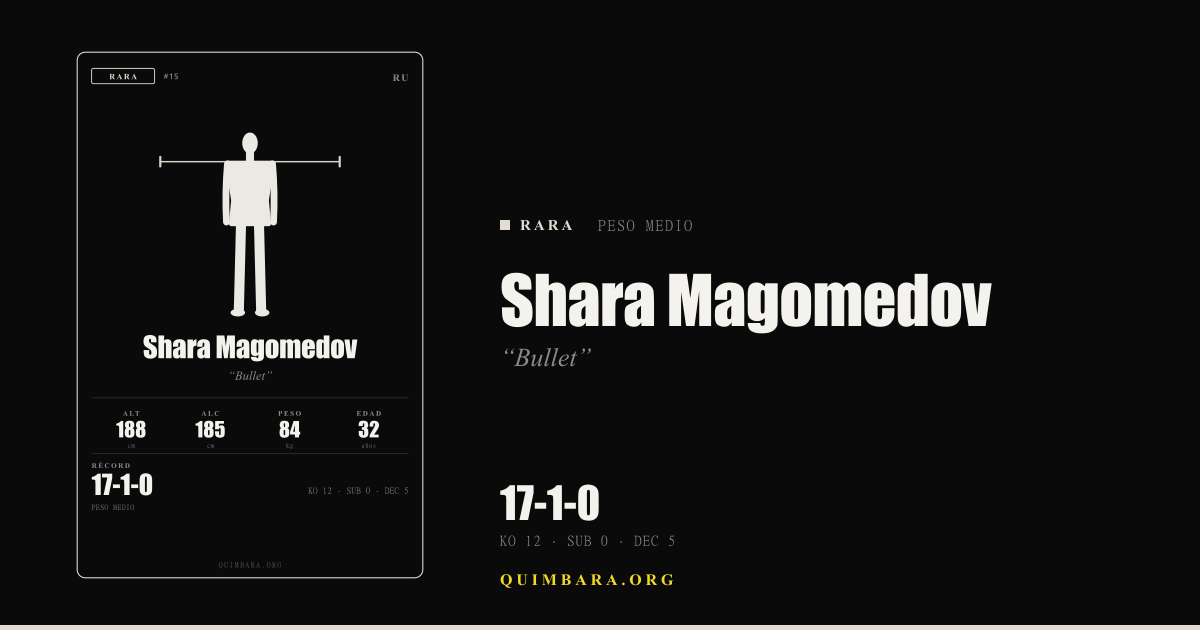 RARA #15 RU
Shara Magomedov
“Bullet”
ALT ALC PESO EDAD
188 185 84 32
cm cm kg años
RÉCORD
17-1-0
KO 12 · SUB 0 · DEC 5
PESO MEDIO
QUIMBARA.ORG
RARA PESO MEDIO
Shara Magomedov
“Bullet”
17-1-0
KO 12 · SUB 0 · DEC 5
QUIMBARA.ORG